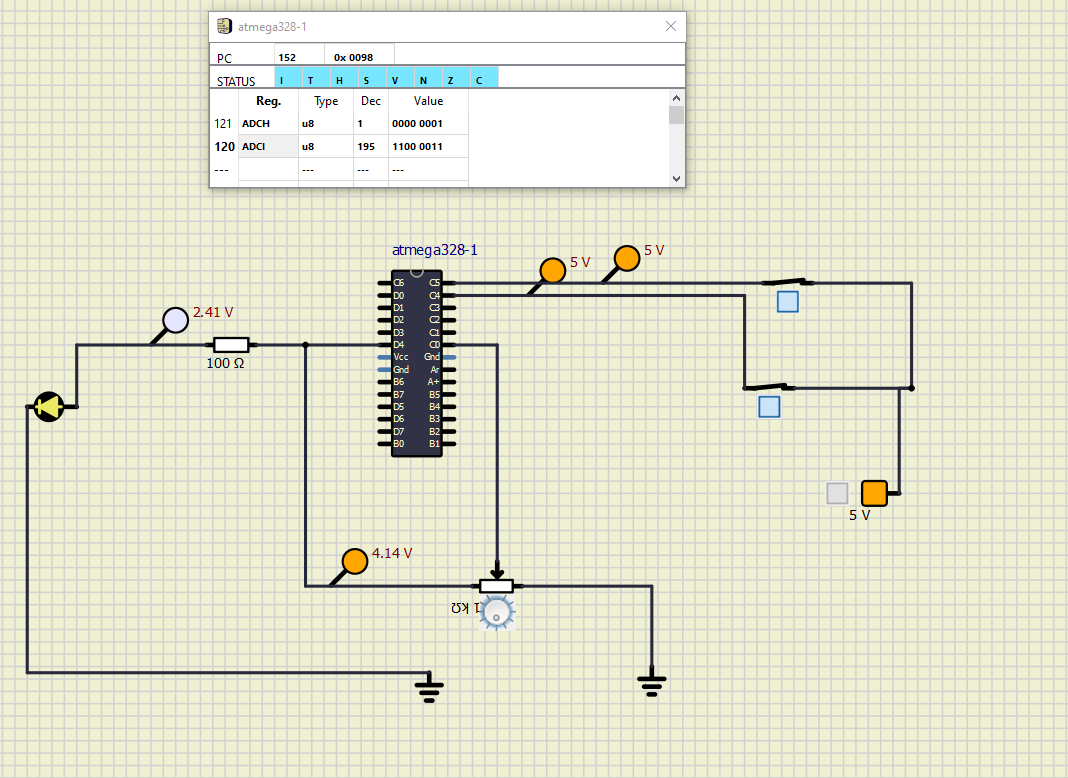 atmega328-1
PC 152 0x 0098
STATUS I T H S V N Z C
Reg. Type Dec Value
121 ADCH u8 1 0000 0001
120 ADCl u8 195 1100 0011
--- --- --- ---
atmega328-1
5 V
5 V
2.41 V
100 Ω
C6 C5
D0 C4
D1 C3
D2 C2
D3 C1
D4 C0
Vcc Gnd
Gnd Ar
B6 A+
B7 B5
D5 B4
D6 B3
D7 B2
B0 B1
5 V
4.14 V
1 kΩ